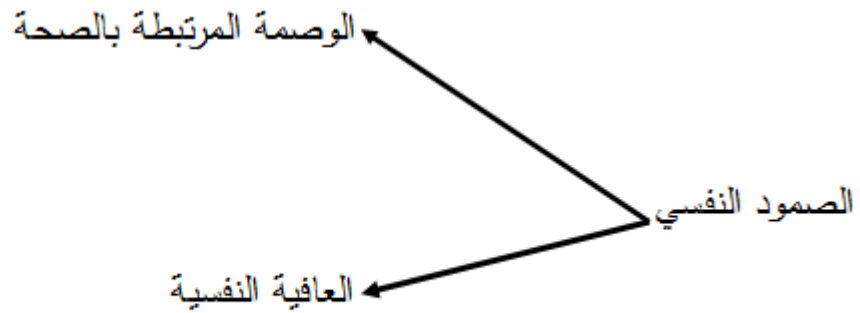 الوصمة المرتبطة بالصحة
الصمود النفسي
العافية النفسية